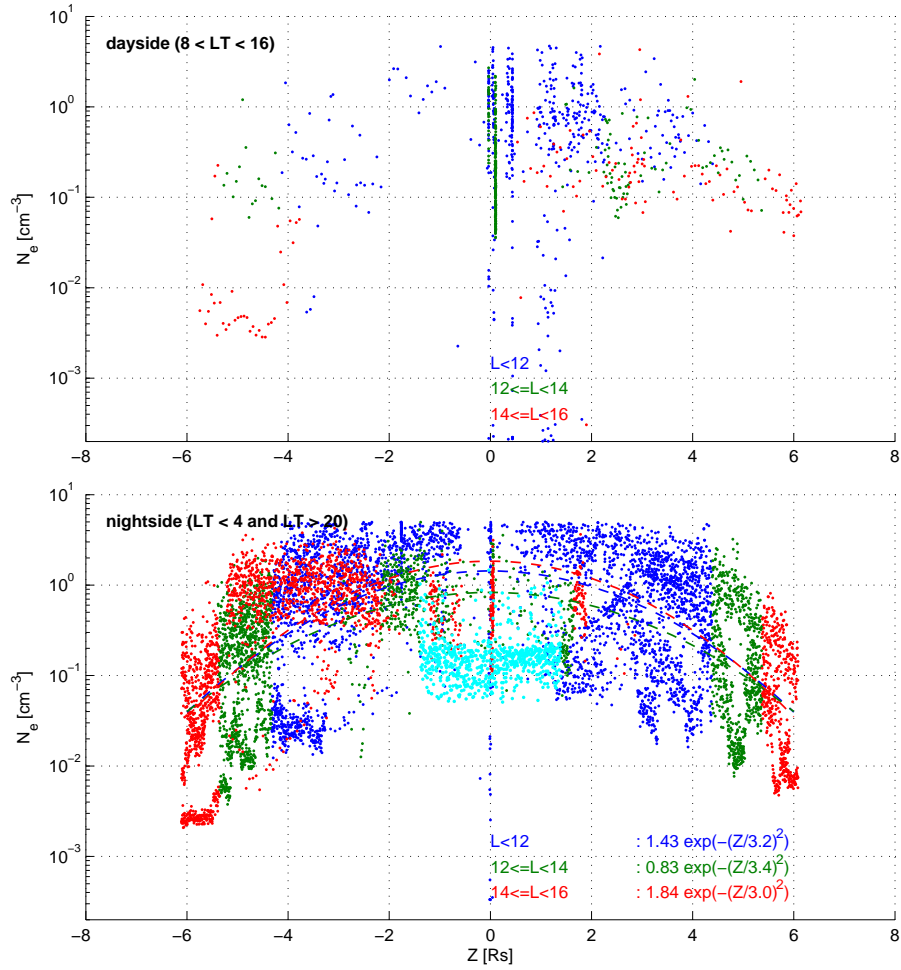 10^1
dayside (8 < LT < 16)
10^0
10^-1
N_e [cm^-3]
10^-2
10^-3
L<12
12<=L<14
14<=L<16
−8 −6 −4 −2 0 2 4 6 8
10^1
nightside (LT < 4 and LT > 20)
10^0
10^-1
N_e [cm^-3]
10^-2
10^-3
L<12 : 1.43 exp(−(Z/3.2)^2)
12<=L<14 : 0.83 exp(−(Z/3.4)^2)
14<=L<16 : 1.84 exp(−(Z/3.0)^2)
−8 −6 −4 −2 0 2 4 6 8
Z [Rs]